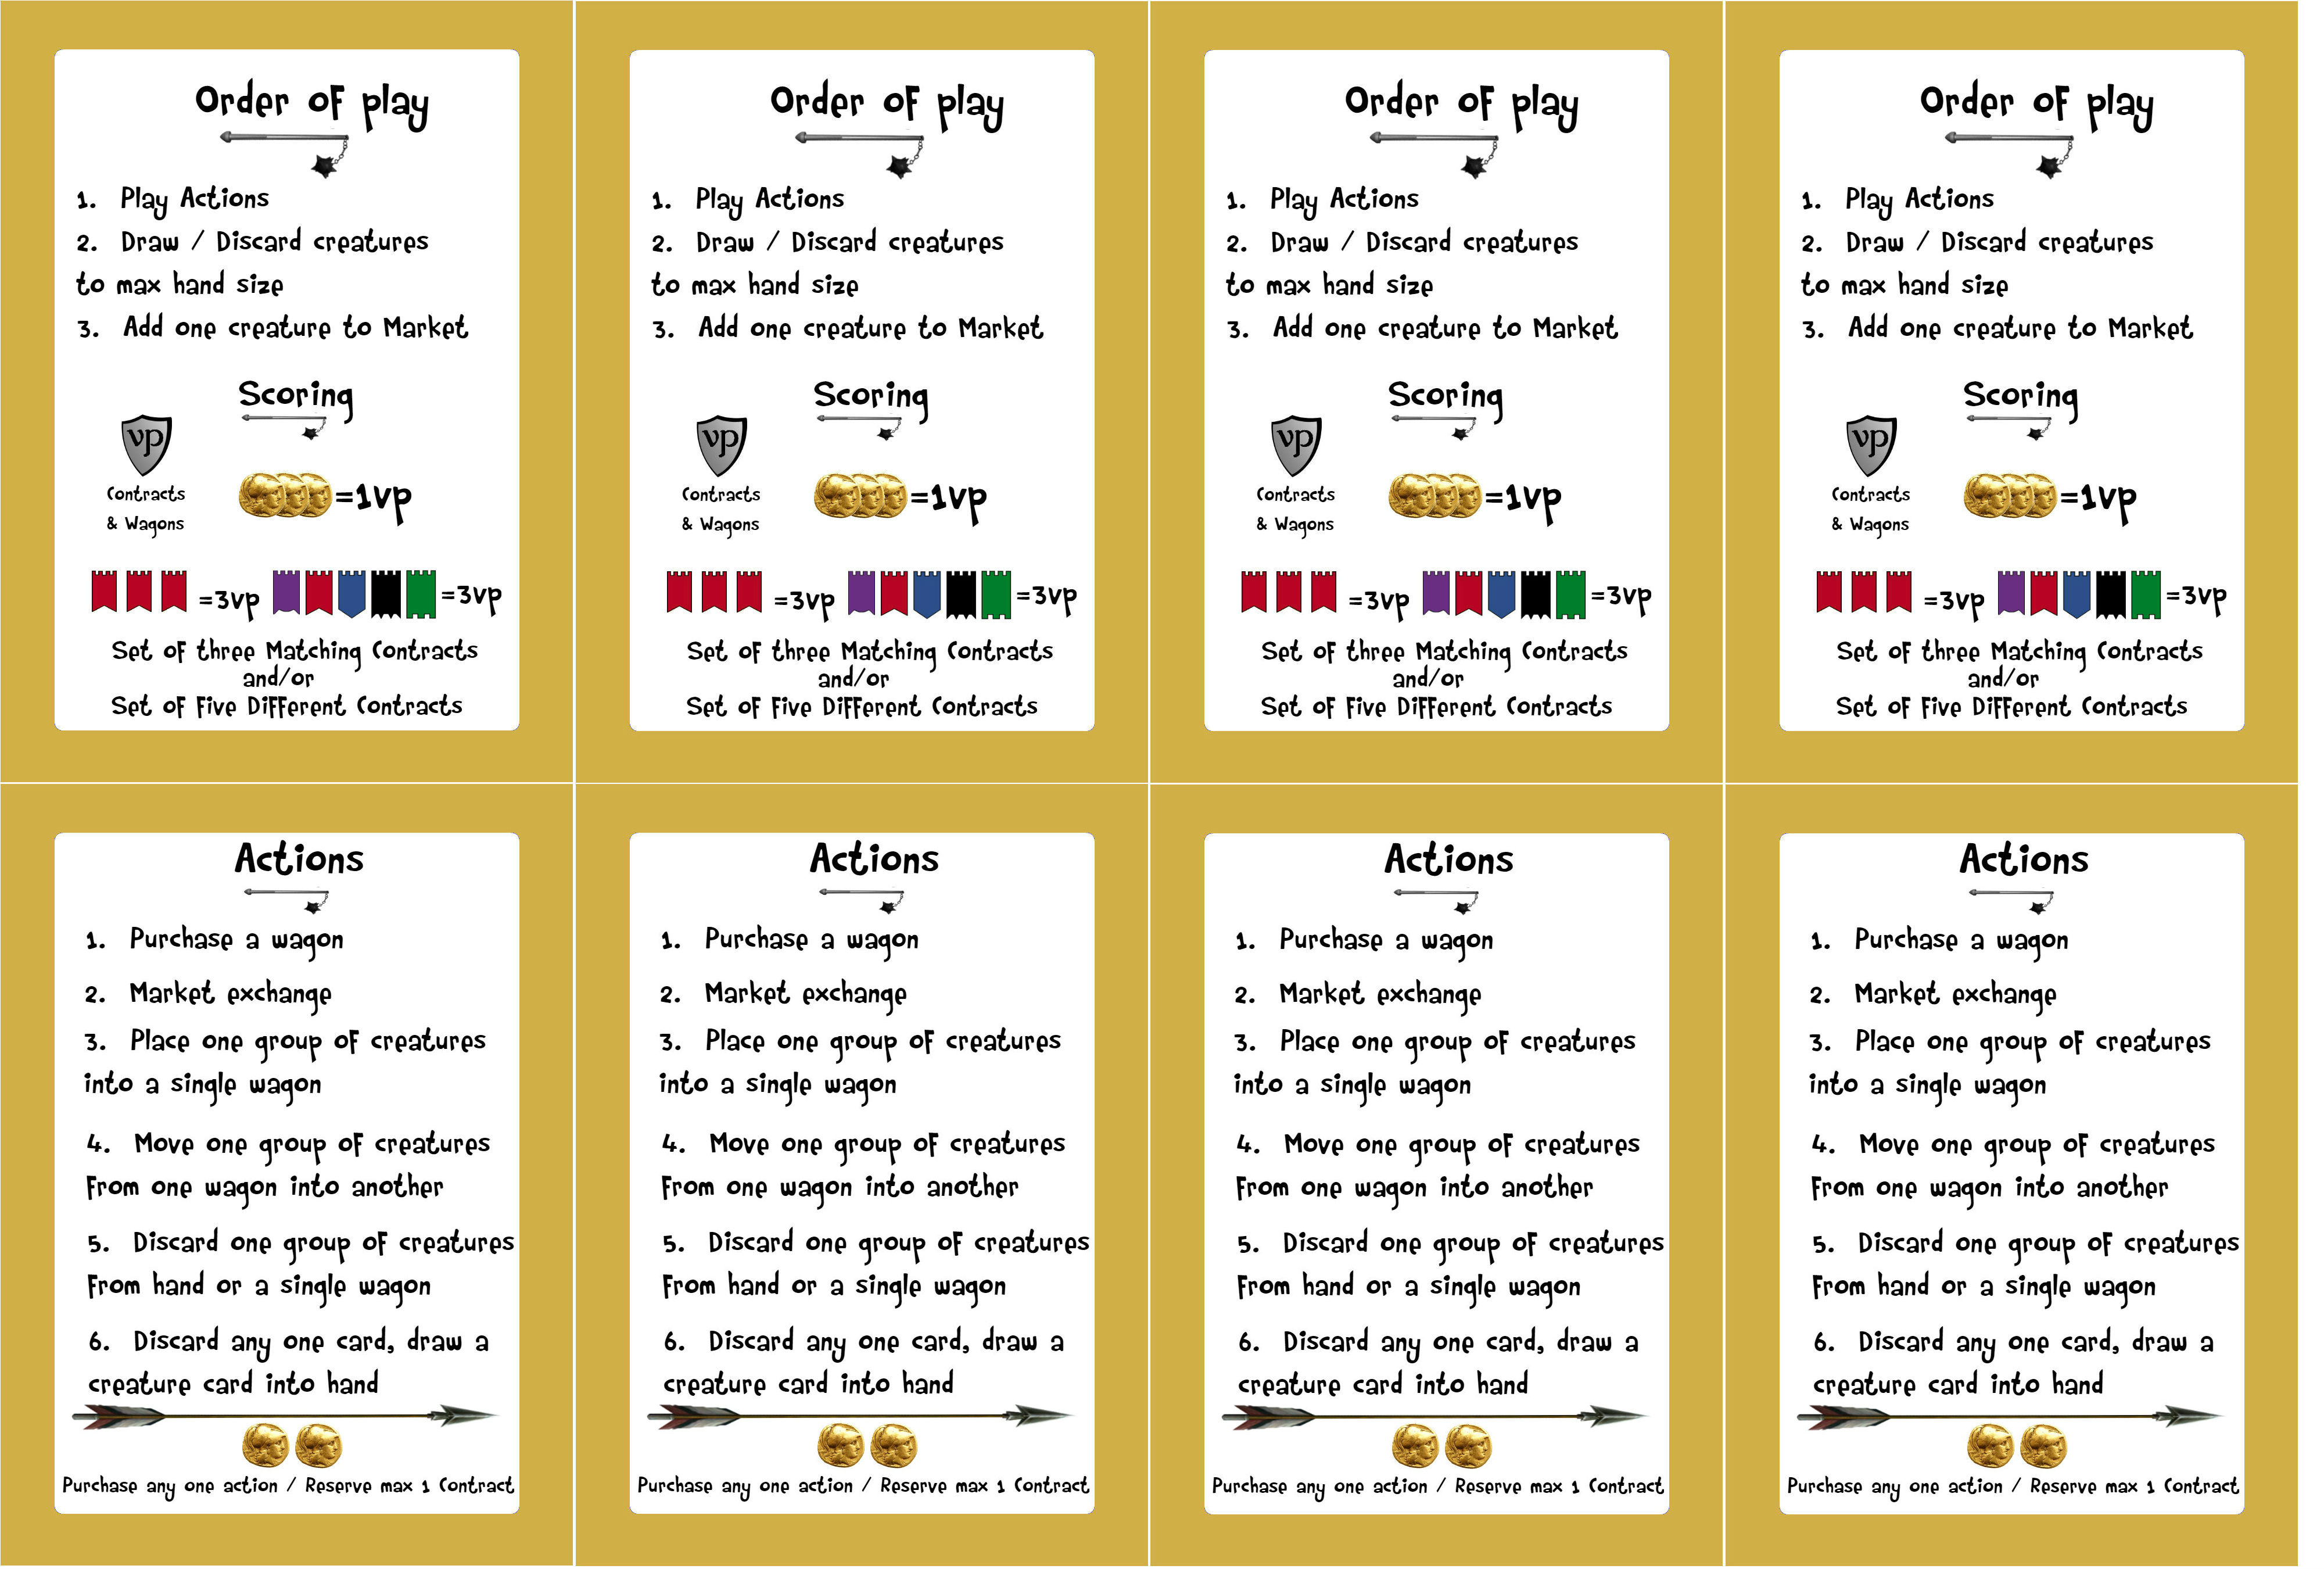 Order of play
1. Play Actions
2. Draw / Discard creatures
to max hand size
3. Add one creature to Market
Scoring
vp
Contracts
& Wagons
=1vp
=3vp
=3vp
Set of three Matching Contracts
and/or
Set of Five Different Contracts
Order of play
1. Play Actions
2. Draw / Discard creatures
to max hand size
3. Add one creature to Market
Scoring
vp
Contracts
& Wagons
=1vp
=3vp
=3vp
Set of three Matching Contracts
and/or
Set of Five Different Contracts
Order of play
1. Play Actions
2. Draw / Discard creatures
to max hand size
3. Add one creature to Market
Scoring
vp
Contracts
& Wagons
=1vp
=3vp
=3vp
Set of three Matching Contracts
and/or
Set of Five Different Contracts
Order of play
1. Play Actions
2. Draw / Discard creatures
to max hand size
3. Add one creature to Market
Scoring
vp
Contracts
& Wagons
=1vp
=3vp
=3vp
Set of three Matching Contracts
and/or
Set of Five Different Contracts
Actions
1. Purchase a wagon
2. Market exchange
3. Place one group of creatures
into a single wagon
4. Move one group of creatures
From one wagon into another
5. Discard one group of creatures
From hand or a single wagon
6. Discard any one card, draw a
creature card into hand
Purchase any one action / Reserve max 1 Contract
Actions
1. Purchase a wagon
2. Market exchange
3. Place one group of creatures
into a single wagon
4. Move one group of creatures
From one wagon into another
5. Discard one group of creatures
From hand or a single wagon
6. Discard any one card, draw a
creature card into hand
Purchase any one action / Reserve max 1 Contract
Actions
1. Purchase a wagon
2. Market exchange
3. Place one group of creatures
into a single wagon
4. Move one group of creatures
From one wagon into another
5. Discard one group of creatures
From hand or a single wagon
6. Discard any one card, draw a
creature card into hand
Purchase any one action / Reserve max 1 Contract
Actions
1. Purchase a wagon
2. Market exchange
3. Place one group of creatures
into a single wagon
4. Move one group of creatures
From one wagon into another
5. Discard one group of creatures
From hand or a single wagon
6. Discard any one card, draw a
creature card into hand
Purchase any one action / Reserve max 1 Contract